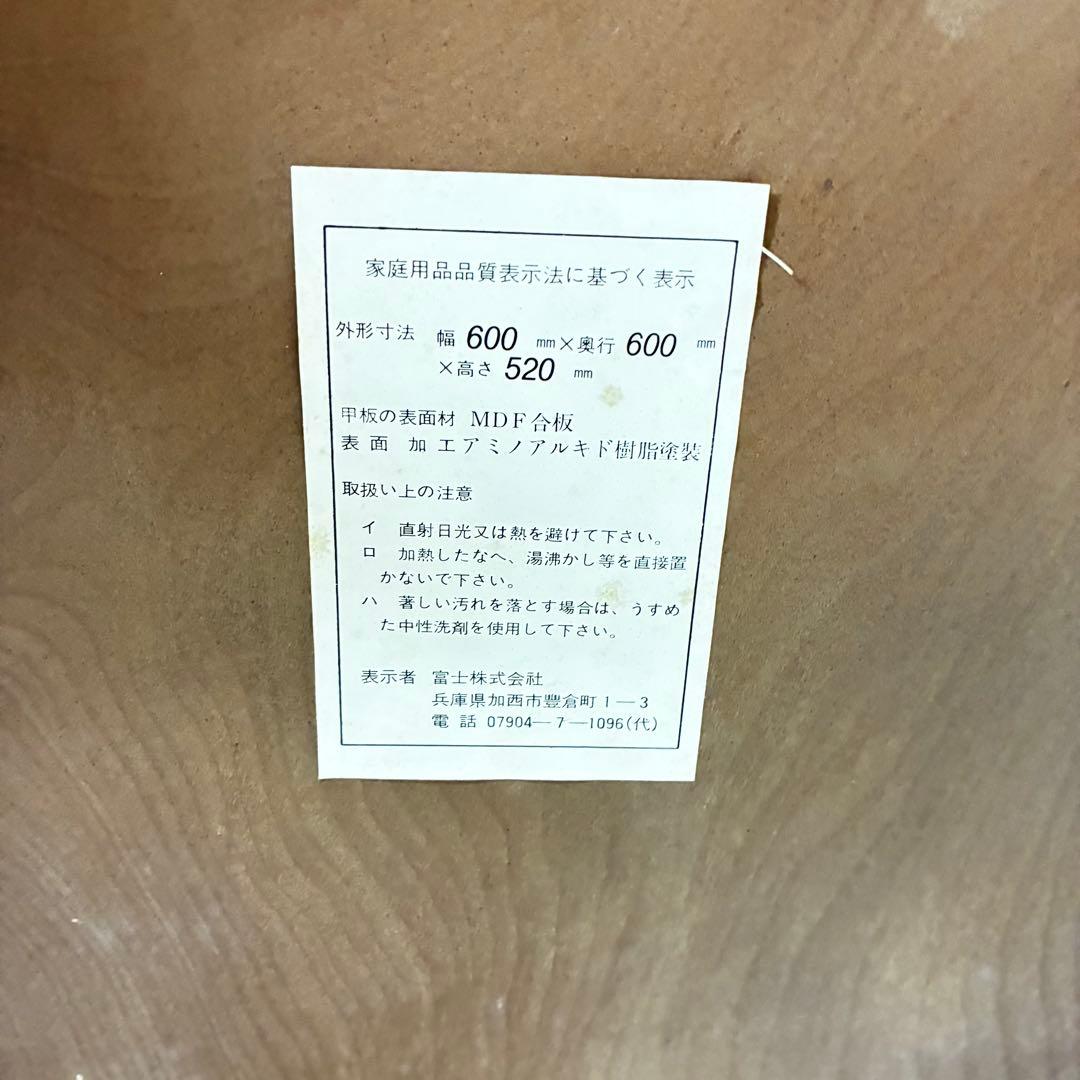 家庭用品品質表示法に基づく表示
外形寸法 幅 600 mm×奥行 600 mm
×高さ 520 mm
甲板の表面材 MDF合板
表面加エアミノアルキド樹脂塗装
取扱い上の注意
イ 直射日光又は熱を避けて下さい。
ロ 加熱したなへ、湯沸かし等を直接置
かないで下さい。
ハ 著しい汚れを落とす場合は、うすめ
た中性洗剤を使用して下さい。
表示者 富士株式会社
兵庫県加西市豊倉町1―3
電話 07904―7―1096(代)